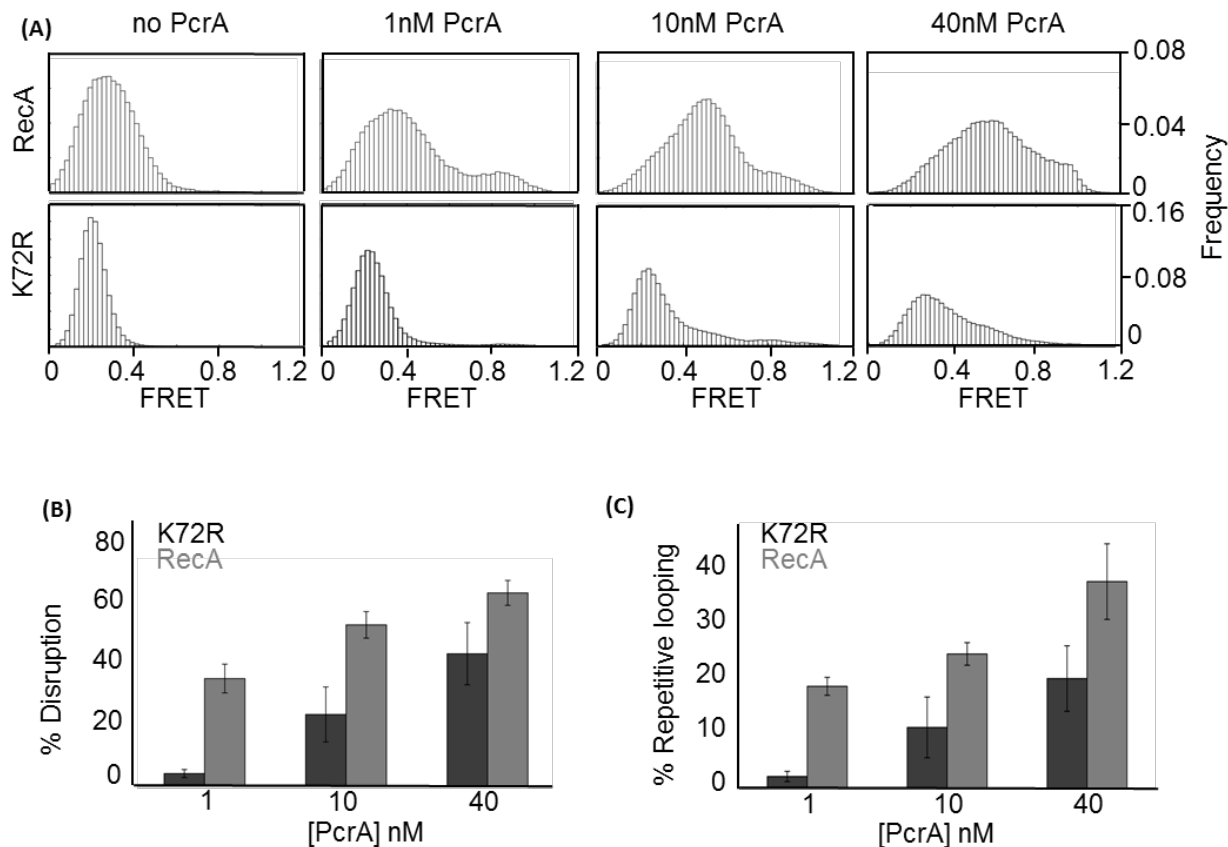 (A)
no PcrA 1nM PcrA 10nM PcrA 40nM PcrA
RecA
0.08
0.04
0
K72R
0.16
0.08
0
Frequency
0 0.4 0.8 1.2 0 0.4 0.8 1.2 0 0.4 0.8 1.2 0 0.4 0.8 1.2
FRET FRET FRET FRET
(B)
K72R
RecA
% Disruption
80
60
40
20
0
1 10 40
[PcrA] nM
(C)
K72R
RecA
% Repetitive looping
40
30
20
10
0
1 10 40
[PcrA] nM